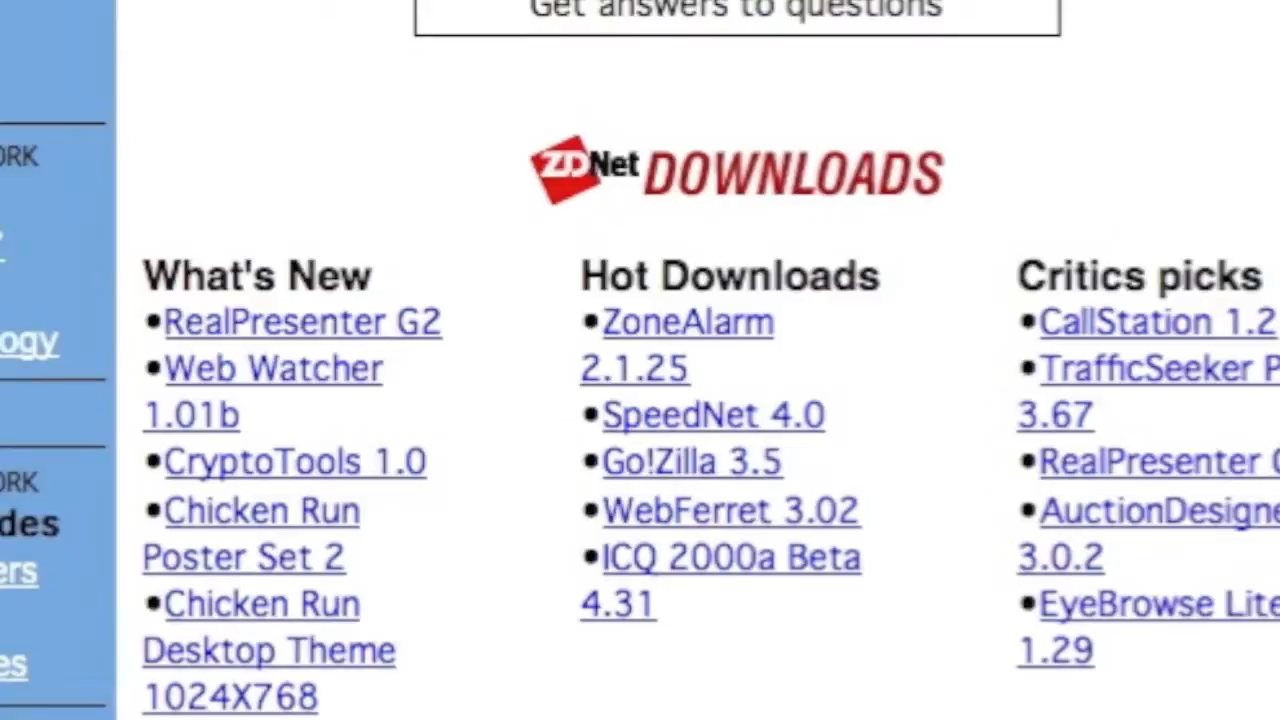 Get answers to questions
ORK
ogy
ORK
des
ers
es
ZDNet DOWNLOADS
What's New
•RealPresenter G2
•Web Watcher
1.01b
•CryptoTools 1.0
•Chicken Run
Poster Set 2
•Chicken Run
Desktop Theme
1024X768
Hot Downloads
•ZoneAlarm
2.1.25
•SpeedNet 4.0
•Go!Zilla 3.5
•WebFerret 3.02
•ICQ 2000a Beta
4.31
Critics picks
•CallStation 1.2
•TrafficSeeker P
3.67
•RealPresenter
•AuctionDesigne
3.0.2
•EyeBrowse Lite
1.29